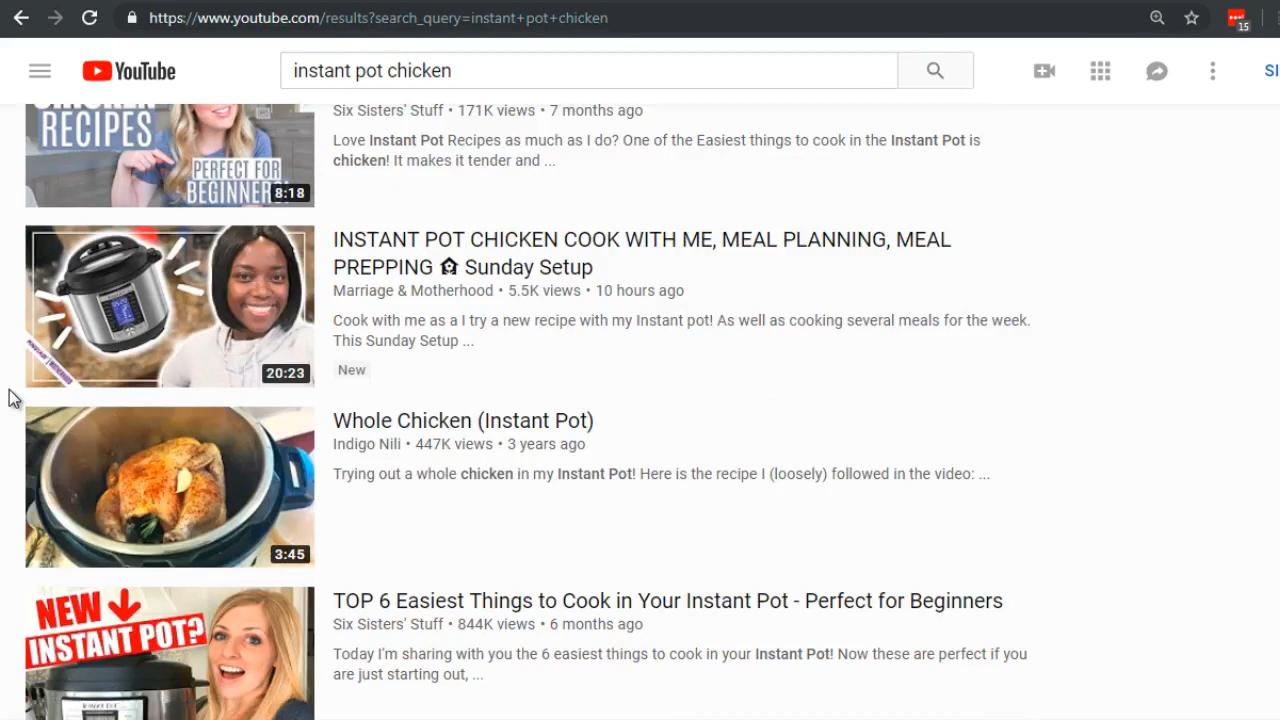 https://www.youtube.com/results?search_query=instant+pot+chicken
15
YouTube
instant pot chicken
SI
RECIPES
PERFECT FOR
BEGINNERS!
8:18
Six Sisters' Stuff • 171K views • 7 months ago
Love Instant Pot Recipes as much as I do? One of the Easiest things to cook in the Instant Pot is
chicken! It makes it tender and ...
20:23
INSTANT POT CHICKEN COOK WITH ME, MEAL PLANNING, MEAL
PREPPING 🏠 Sunday Setup
Marriage & Motherhood • 5.5K views • 10 hours ago
Cook with me as a I try a new recipe with my Instant pot! As well as cooking several meals for the week.
This Sunday Setup ...
New
3:45
Whole Chicken (Instant Pot)
Indigo Nili • 447K views • 3 years ago
Trying out a whole chicken in my Instant Pot! Here is the recipe I (loosely) followed in the video: ...
NEW
INSTANT POT?
TOP 6 Easiest Things to Cook in Your Instant Pot - Perfect for Beginners
Six Sisters' Stuff • 844K views • 6 months ago
Today I'm sharing with you the 6 easiest things to cook in your Instant Pot! Now these are perfect if you
are just starting out, ...